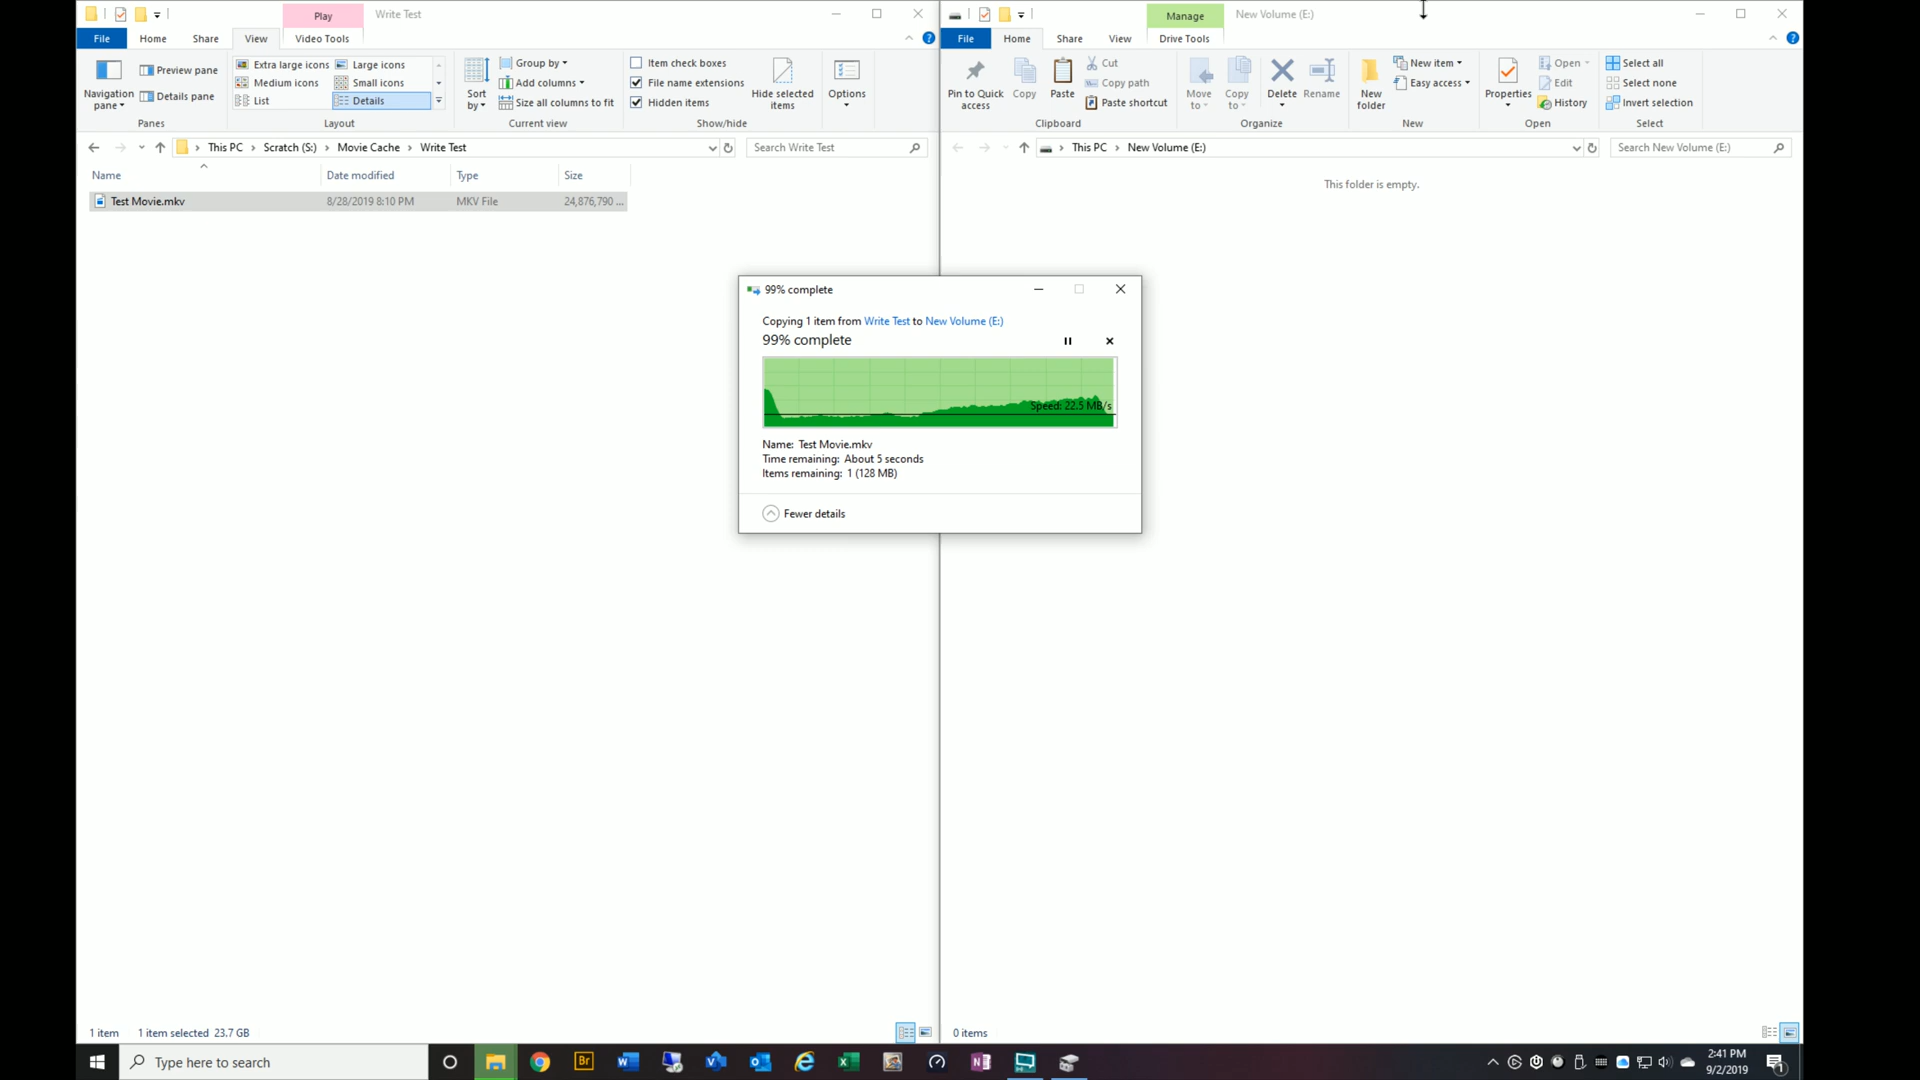 Play
Write Test
File
Home
Share
View
Video Tools
Navigation pane
Preview pane
Details pane
Panes
Extra large icons
Large icons
Medium icons
Small icons
List
Details
Layout
Sort by
Group by
Add columns
Size all columns to fit
Current view
Item check boxes
File name extensions
Hidden items
Hide selected items
Show/hide
Options
This PC > Scratch (S:) > Movie Cache > Write Test
Search Write Test
Name
Date modified
Type
Size
Test Movie.mkv
8/28/2019 8:10 PM
MKV File
24,876,790 ...
1 item
1 item selected 23.7 GB
Manage
New Volume (E:)
File
Home
Share
View
Drive Tools
Pin to Quick access
Copy
Paste
Cut
Copy path
Paste shortcut
Clipboard
Move to
Copy to
Delete
Rename
Organize
New folder
New item
Easy access
New
Properties
Open
Edit
History
Open
Select all
Select none
Invert selection
Select
This PC > New Volume (E:)
Search New Volume (E:)
This folder is empty.
0 items
99% complete
Copying 1 item from Write Test to New Volume (E:)
99% complete
Speed: 22.5 MB/s
Name: Test Movie.mkv
Time remaining: About 5 seconds
Items remaining: 1 (128 MB)
Fewer details
Type here to search
Br
2:41 PM
9/2/2019